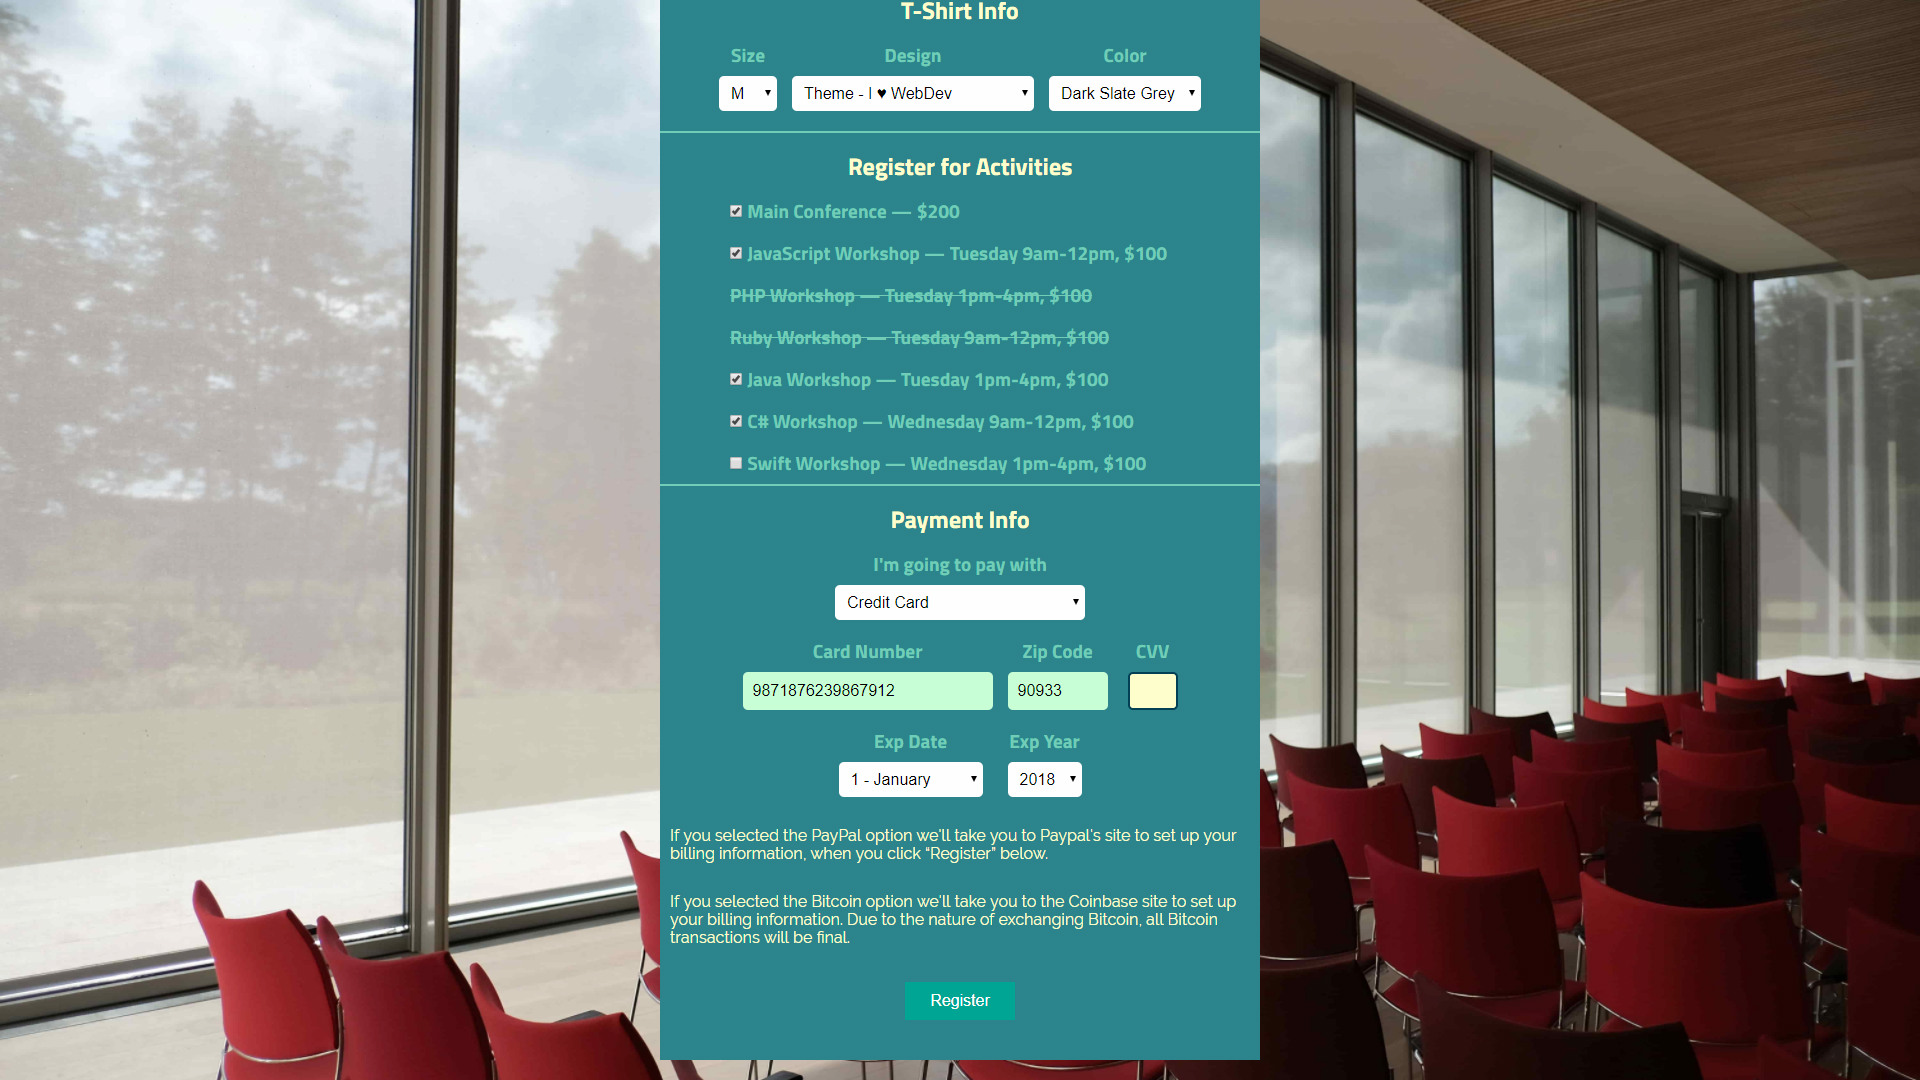 T-Shirt Info
Size Design Color
M Theme - I ♥ WebDev Dark Slate Grey
Register for Activities
Main Conference — $200
JavaScript Workshop — Tuesday 9am-12pm, $100
PHP Workshop — Tuesday 1pm-4pm, $100
Ruby Workshop — Tuesday 9am-12pm, $100
Java Workshop — Tuesday 1pm-4pm, $100
C# Workshop — Wednesday 9am-12pm, $100
Swift Workshop — Wednesday 1pm-4pm, $100
Payment Info
I'm going to pay with
Credit Card
Card Number Zip Code CVV
9871876239867912 90933
Exp Date Exp Year
1 - January 2018
If you selected the PayPal option we'll take you to Paypal's site to set up your
billing information, when you click “Register” below.
If you selected the Bitcoin option we'll take you to the Coinbase site to set up
your billing information. Due to the nature of exchanging Bitcoin, all Bitcoin
transactions will be final.
Register